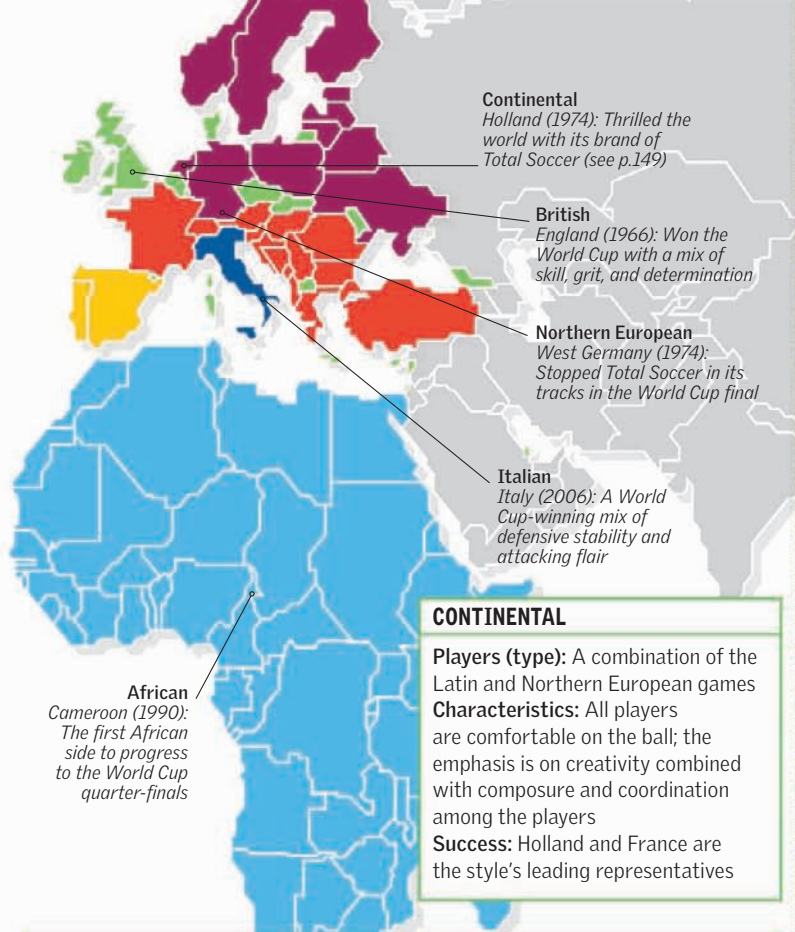 Continental
Holland (1974): Thrilled the
world with its brand of
Total Soccer (see p.149)
British
England (1966): Won the
World Cup with a mix of
skill, grit, and determination
Northern European
West Germany (1974):
Stopped Total Soccer in its
tracks in the World Cup final
Italian
Italy (2006): A World
Cup-winning mix of
defensive stability and
attacking flair
African
Cameroon (1990):
The first African
side to progress
to the World Cup
quarter-finals
CONTINENTAL
Players (type): A combination of the
Latin and Northern European games
Characteristics: All players
are comfortable on the ball; the
emphasis is on creativity combined
with composure and coordination
among the players
Success: Holland and France are
the style's leading representatives